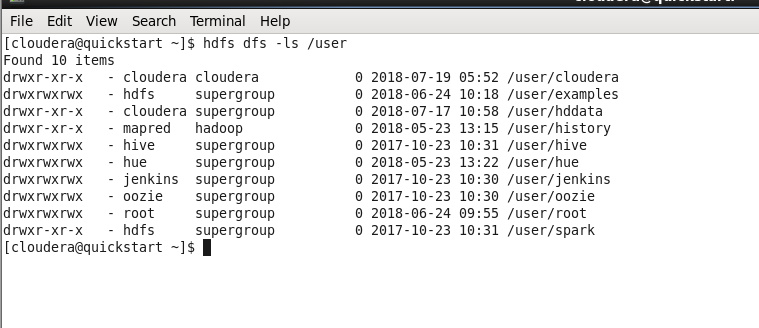 File Edit View Search Terminal Help
[cloudera@quickstart ~]$ hdfs dfs -ls /user
Found 10 items
drwxr-xr-x   - cloudera cloudera            0 2018-07-19 05:52 /user/cloudera
drwxrwxrwx   - hdfs     supergroup          0 2018-06-24 10:18 /user/examples
drwxr-xr-x   - cloudera supergroup          0 2018-07-17 10:58 /user/hddata
drwxr-xr-x   - mapred   hadoop              0 2018-05-23 13:15 /user/history
drwxrwxrwx   - hive     supergroup          0 2017-10-23 10:31 /user/hive
drwxrwxrwx   - hue      supergroup          0 2018-05-23 13:22 /user/hue
drwxrwxrwx   - jenkins  supergroup          0 2017-10-23 10:30 /user/jenkins
drwxrwxrwx   - oozie    supergroup          0 2017-10-23 10:30 /user/oozie
drwxrwxrwx   - root     supergroup          0 2018-06-24 09:55 /user/root
drwxr-xr-x   - hdfs     supergroup          0 2017-10-23 10:31 /user/spark
[cloudera@quickstart ~]$